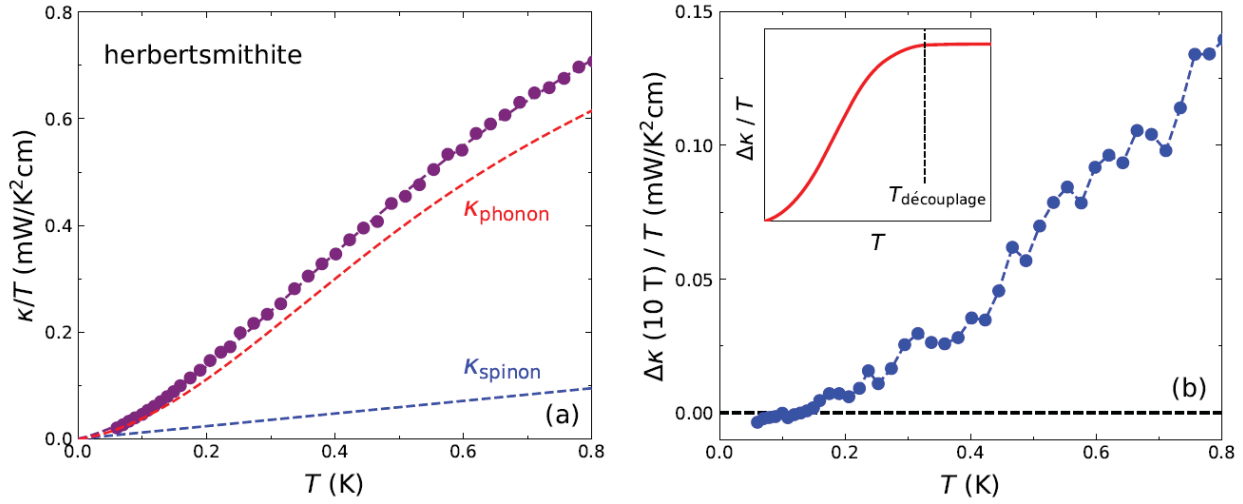 herbertsmithite
κ/T (mW/K²cm)
0.8
0.6
0.4
0.2
0.0
κphonon
κspinon
(a)
0.0
0.2
0.4
0.6
0.8
T (K)
Δκ (10 T) / T (mW/K²cm)
0.15
0.10
0.05
0.00
Δκ / T
Tdécouplage
T
(b)
0.0
0.2
0.4
0.6
0.8
T (K)